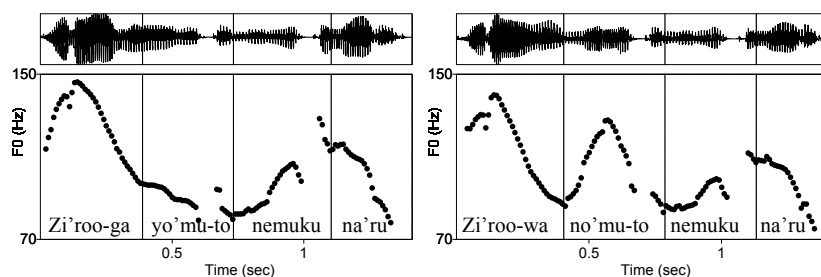 150
F0 (Hz)
70
Zi’roo-ga yo’mu-to nemuku na’ru
0.5 1
Time (sec)
150
F0 (Hz)
70
Zi’roo-wa no’mu-to nemuku na’ru
0.5 1
Time (sec)